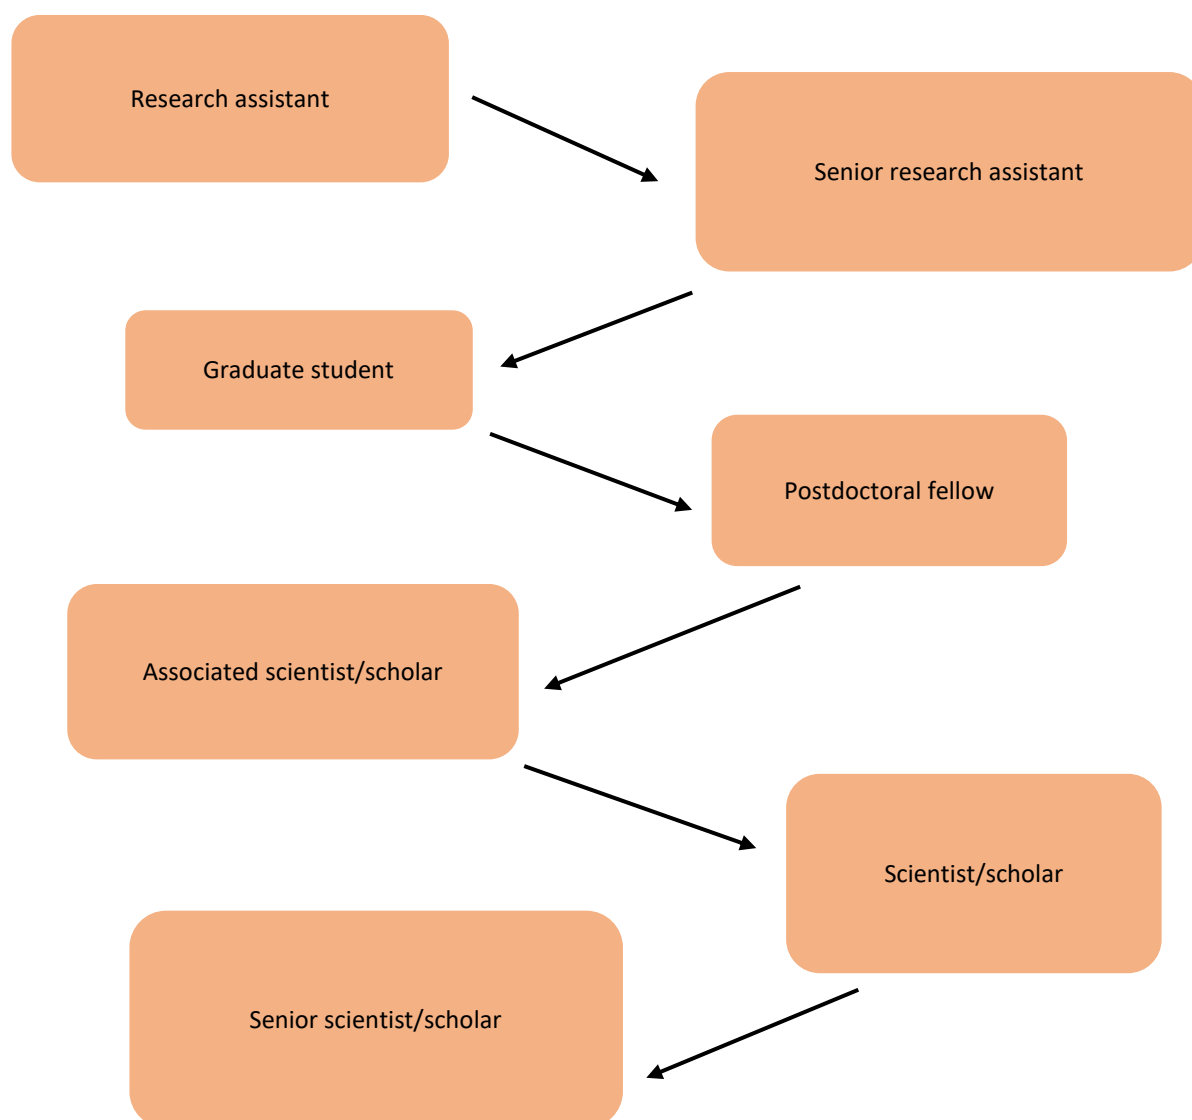 Research assistant
Senior research assistant
Graduate student
Postdoctoral fellow
Associated scientist/scholar
Scientist/scholar
Senior scientist/scholar